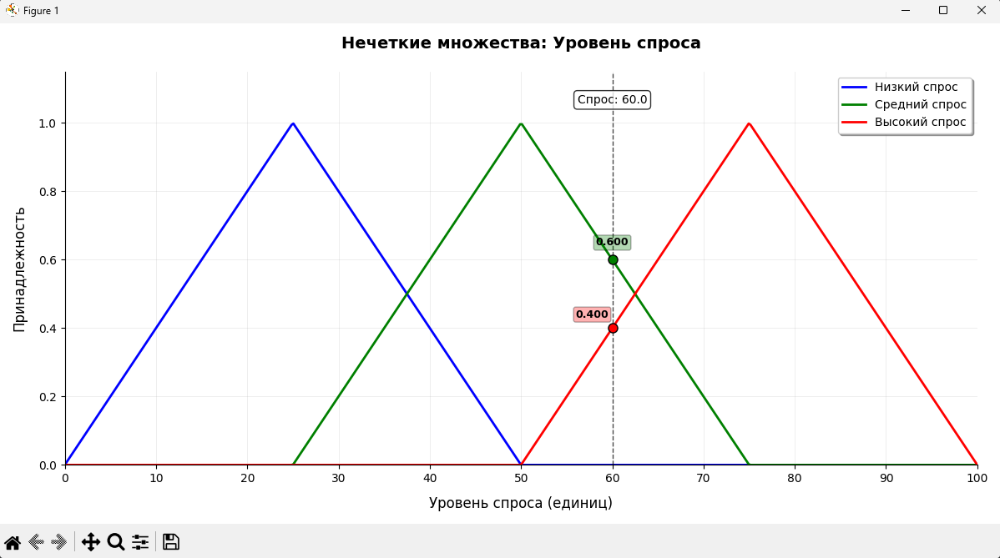 Figure 1
Нечеткие множества: Уровень спроса
Спрос: 60.0
Низкий спрос
Средний спрос
Высокий спрос
Принадлежность
1.0
0.8
0.6
0.4
0.2
0.0
0.600
0.400
0 10 20 30 40 50 60 70 80 90 100
Уровень спроса (единиц)